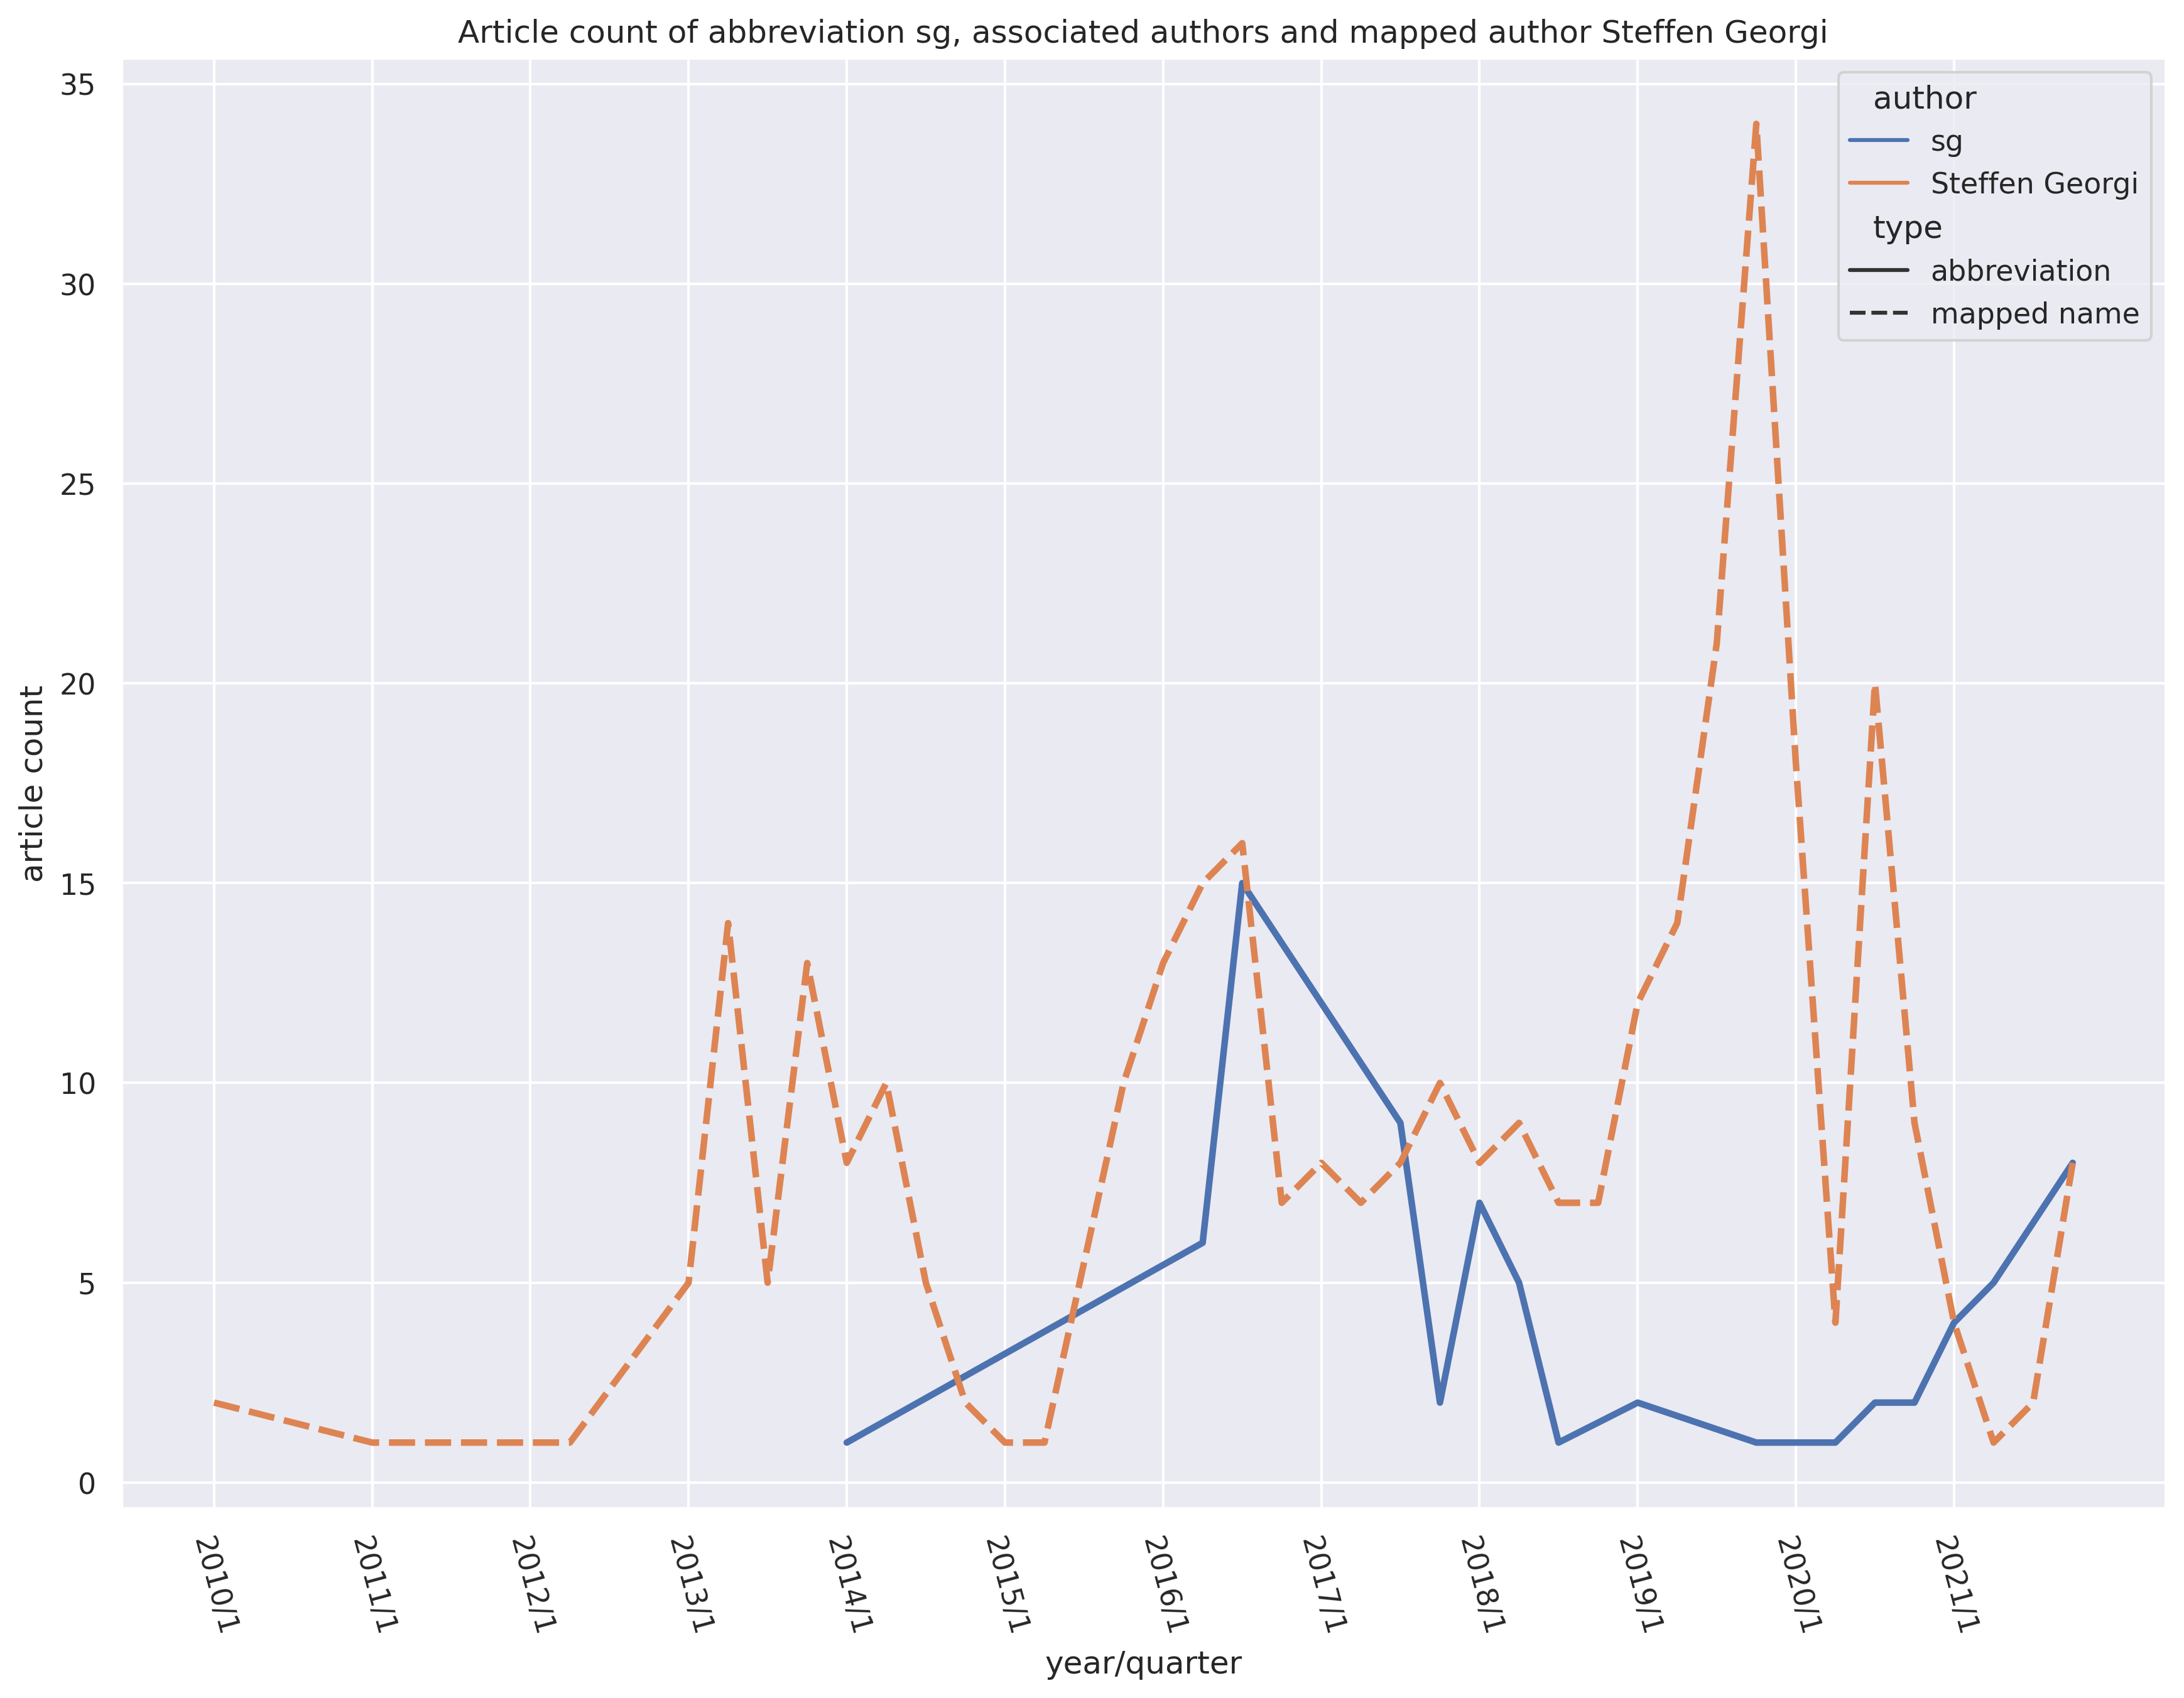 Article count of abbreviation sg, associated authors and mapped author Steffen Georgi
author
sg
Steffen Georgi
type
abbreviation
mapped name
article count
35
30
25
20
15
10
5
0
2010/1
2011/1
2012/1
2013/1
2014/1
2015/1
2016/1
2017/1
2018/1
2019/1
2020/1
2021/1
year/quarter